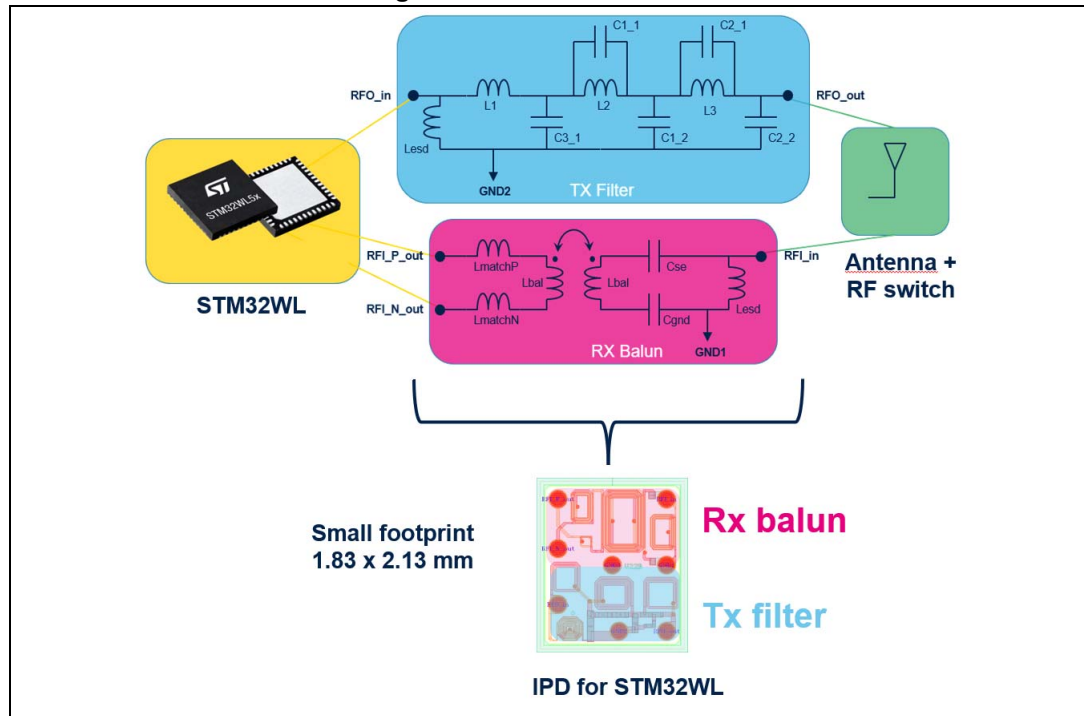 C1_1
C2_1
RFO_in
L1
L2
L3
RFO_out
Lesd
C3_1
C1_2
C2_2
GND2
TX Filter
STM32WL5x
STM32WL
RFI_P_out
LmatchP
Lbal
Lbal
Cse
RFI_in
RFI_N_out
LmatchN
Cgnd
Lesd
GND1
RX Balun
Antenna +
RF switch
Small footprint
1.83 x 2.13 mm
Rx balun
Tx filter
IPD for STM32WL